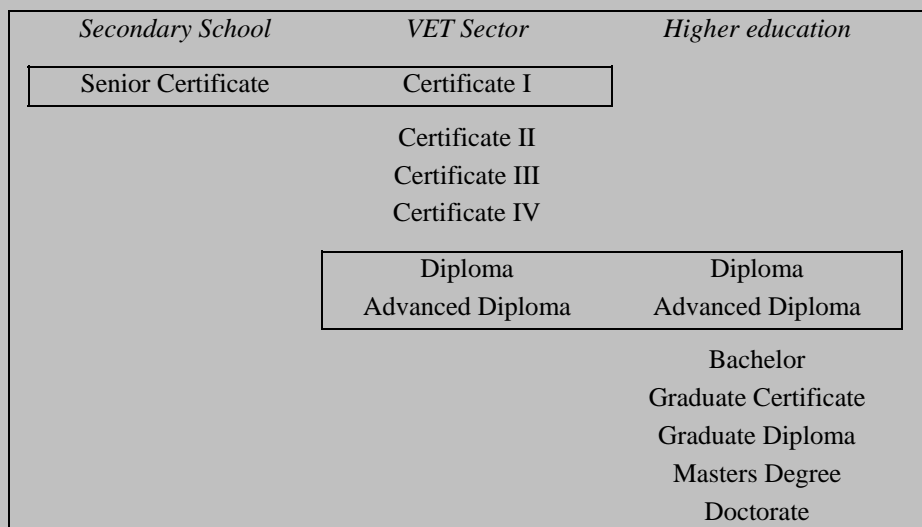 Secondary School VET Sector Higher education
Senior Certificate Certificate I
Certificate II
Certificate III
Certificate IV
Diploma Diploma
Advanced Diploma Advanced Diploma
Bachelor
Graduate Certificate
Graduate Diploma
Masters Degree
Doctorate